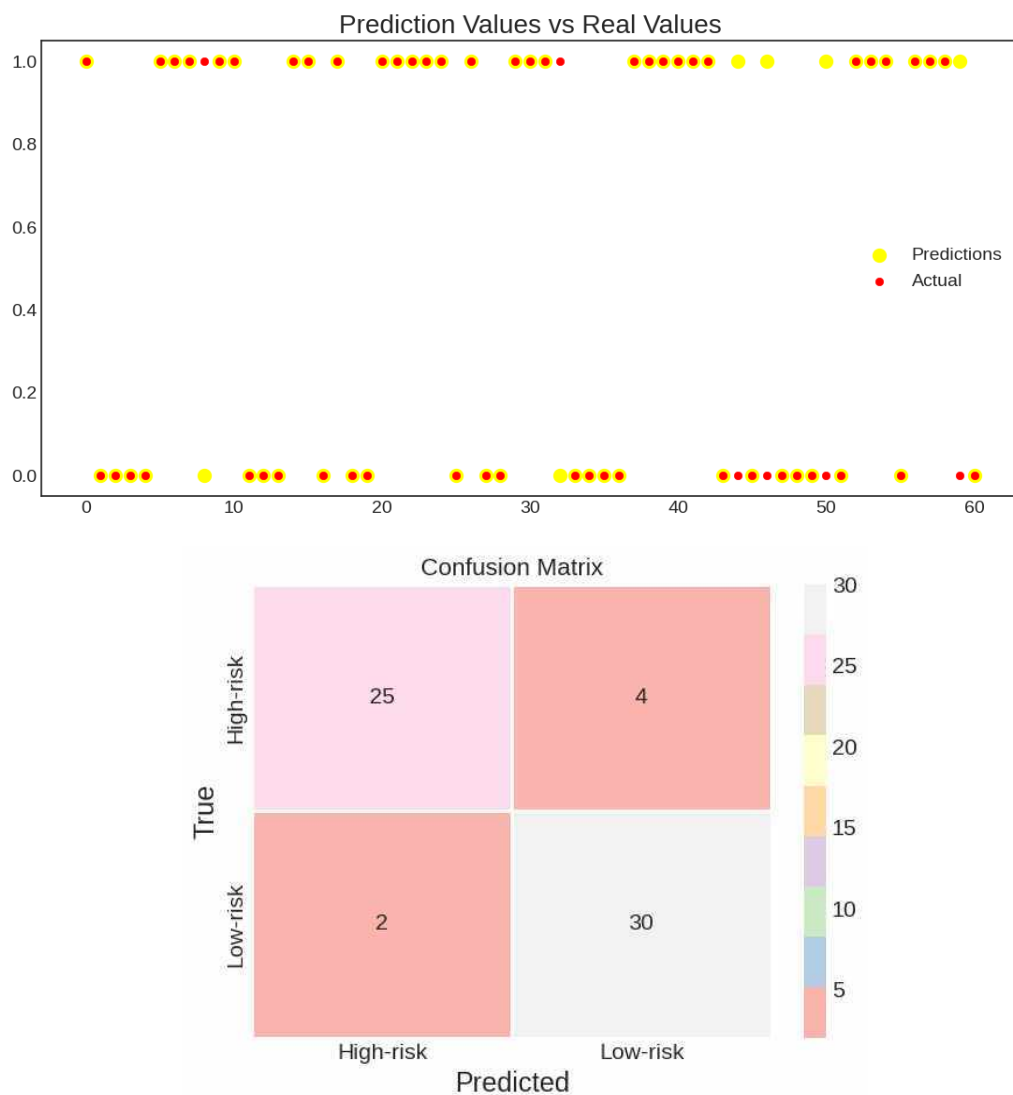 Prediction Values vs Real Values
1.0
0.8
0.6
0.4
0.2
0.0
Predictions
Actual
0 10 20 30 40 50 60
Confusion Matrix
High-risk
Low-risk
True
25 4
2 30
High-risk Low-risk
Predicted
30
25
20
15
10
5